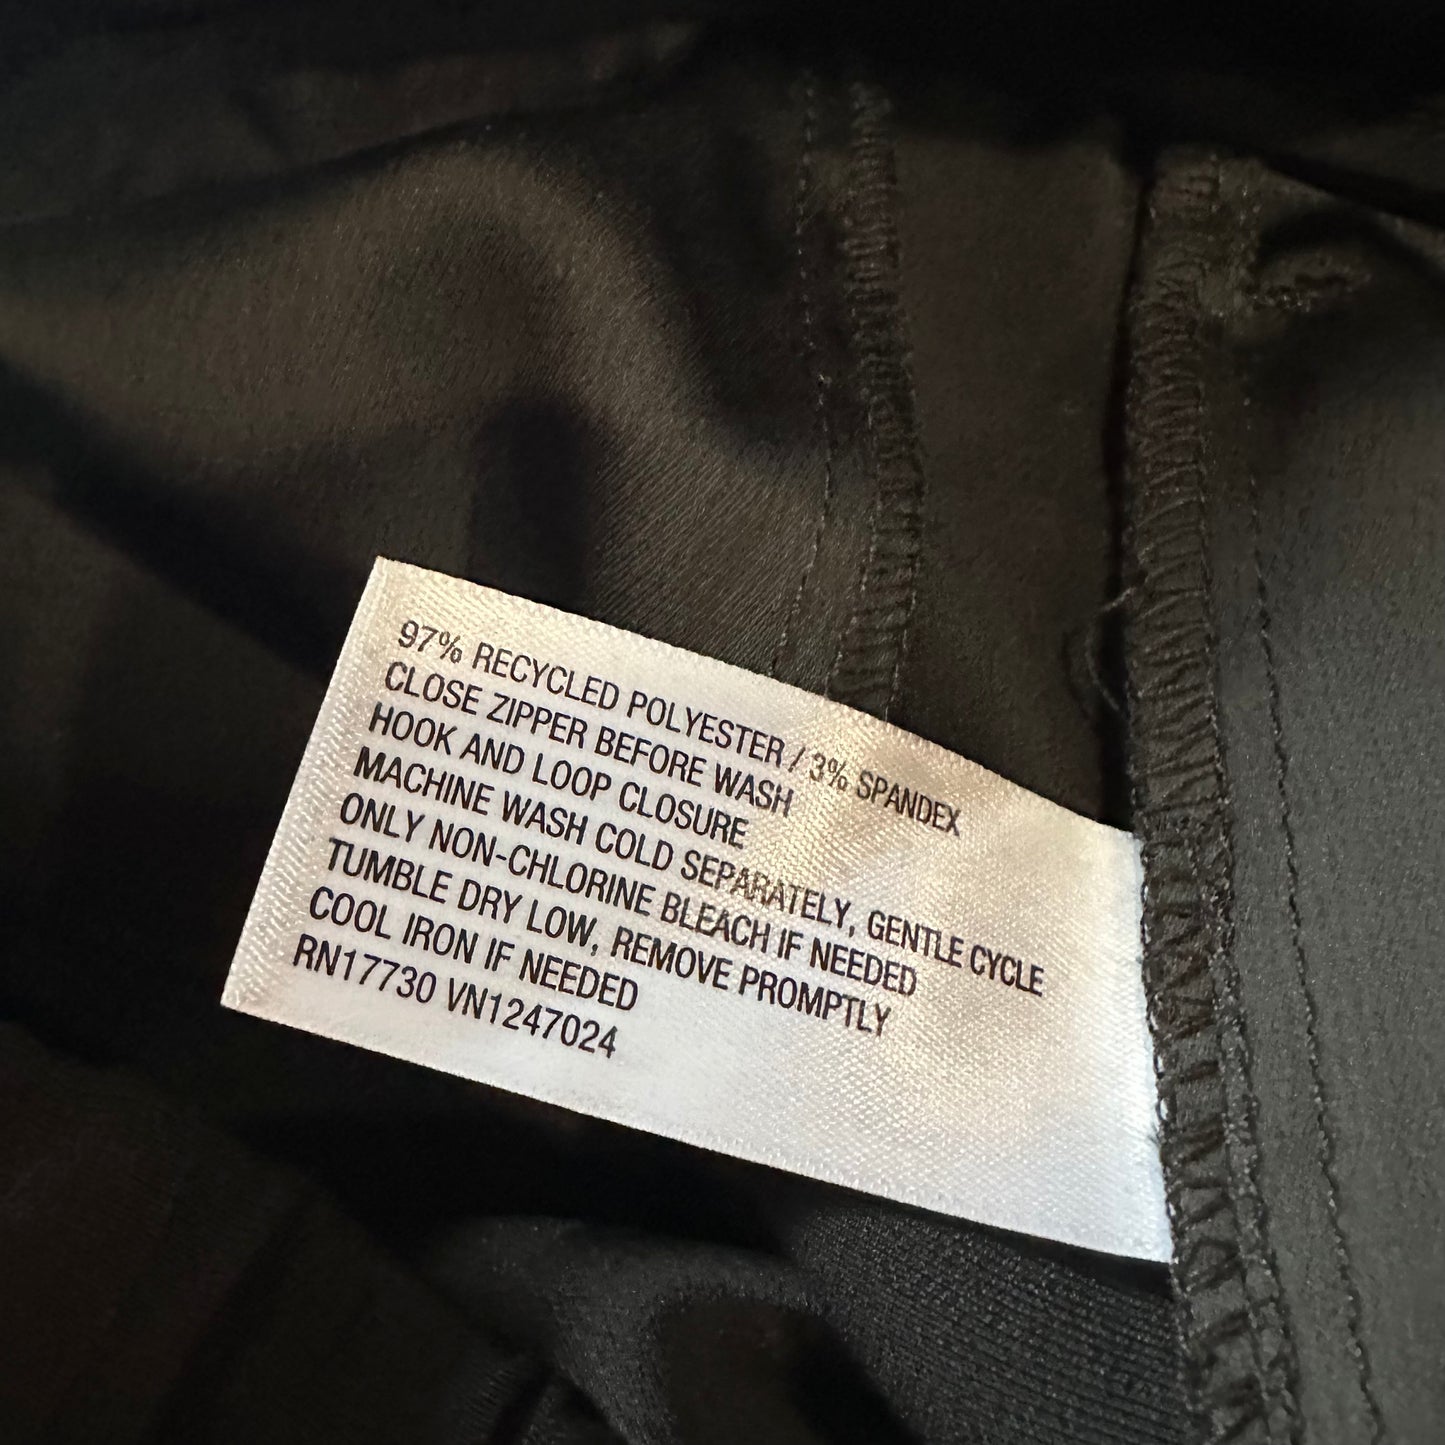 97% RECYCLED POLYESTER / 3% SPANDEX
CLOSE ZIPPER BEFORE WASH
HOOK AND LOOP CLOSURE
MACHINE WASH COLD SEPARATELY, GENTLE CYCLE
ONLY NON-CHLORINE BLEACH IF NEEDED
TUMBLE DRY LOW, REMOVE PROMPTLY
COOL IRON IF NEEDED
RN17730 VN1247024